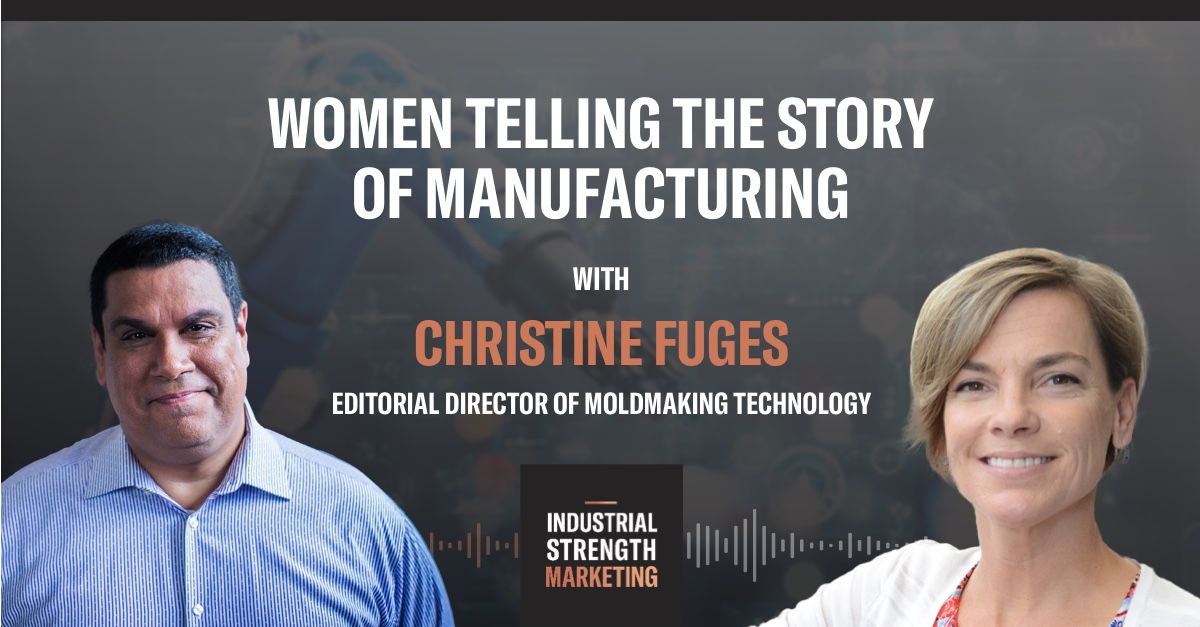 WOMEN TELLING THE STORY
OF MANUFACTURING
WITH
CHRISTINE FUGES
EDITORIAL DIRECTOR OF MOLDMAKING TECHNOLOGY
INDUSTRIAL
STRENGTH
MARKETING